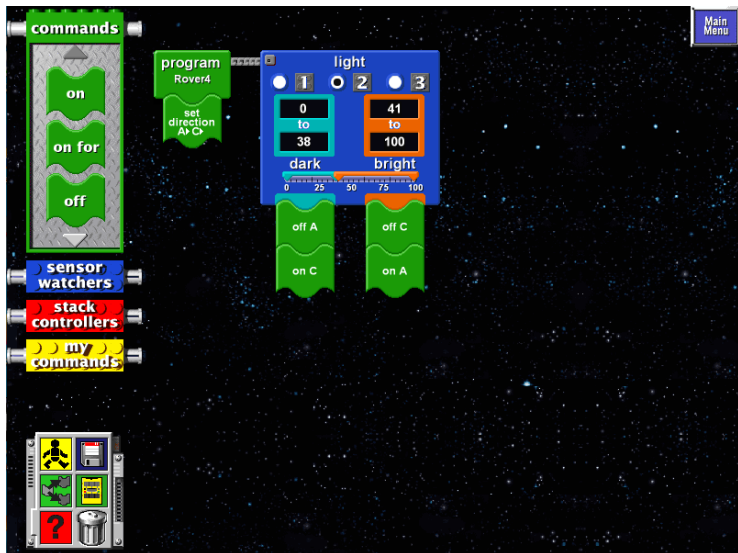 commands
on
on for
off
sensor
watchers
stack
controllers
my
commands
?
program
Rover4
set
direction
A▸ C▸
light
1 2 3
0
to
38
41
to
100
dark bright
0 25 50 75 100
off A
on C
off C
on A
Main
Menu